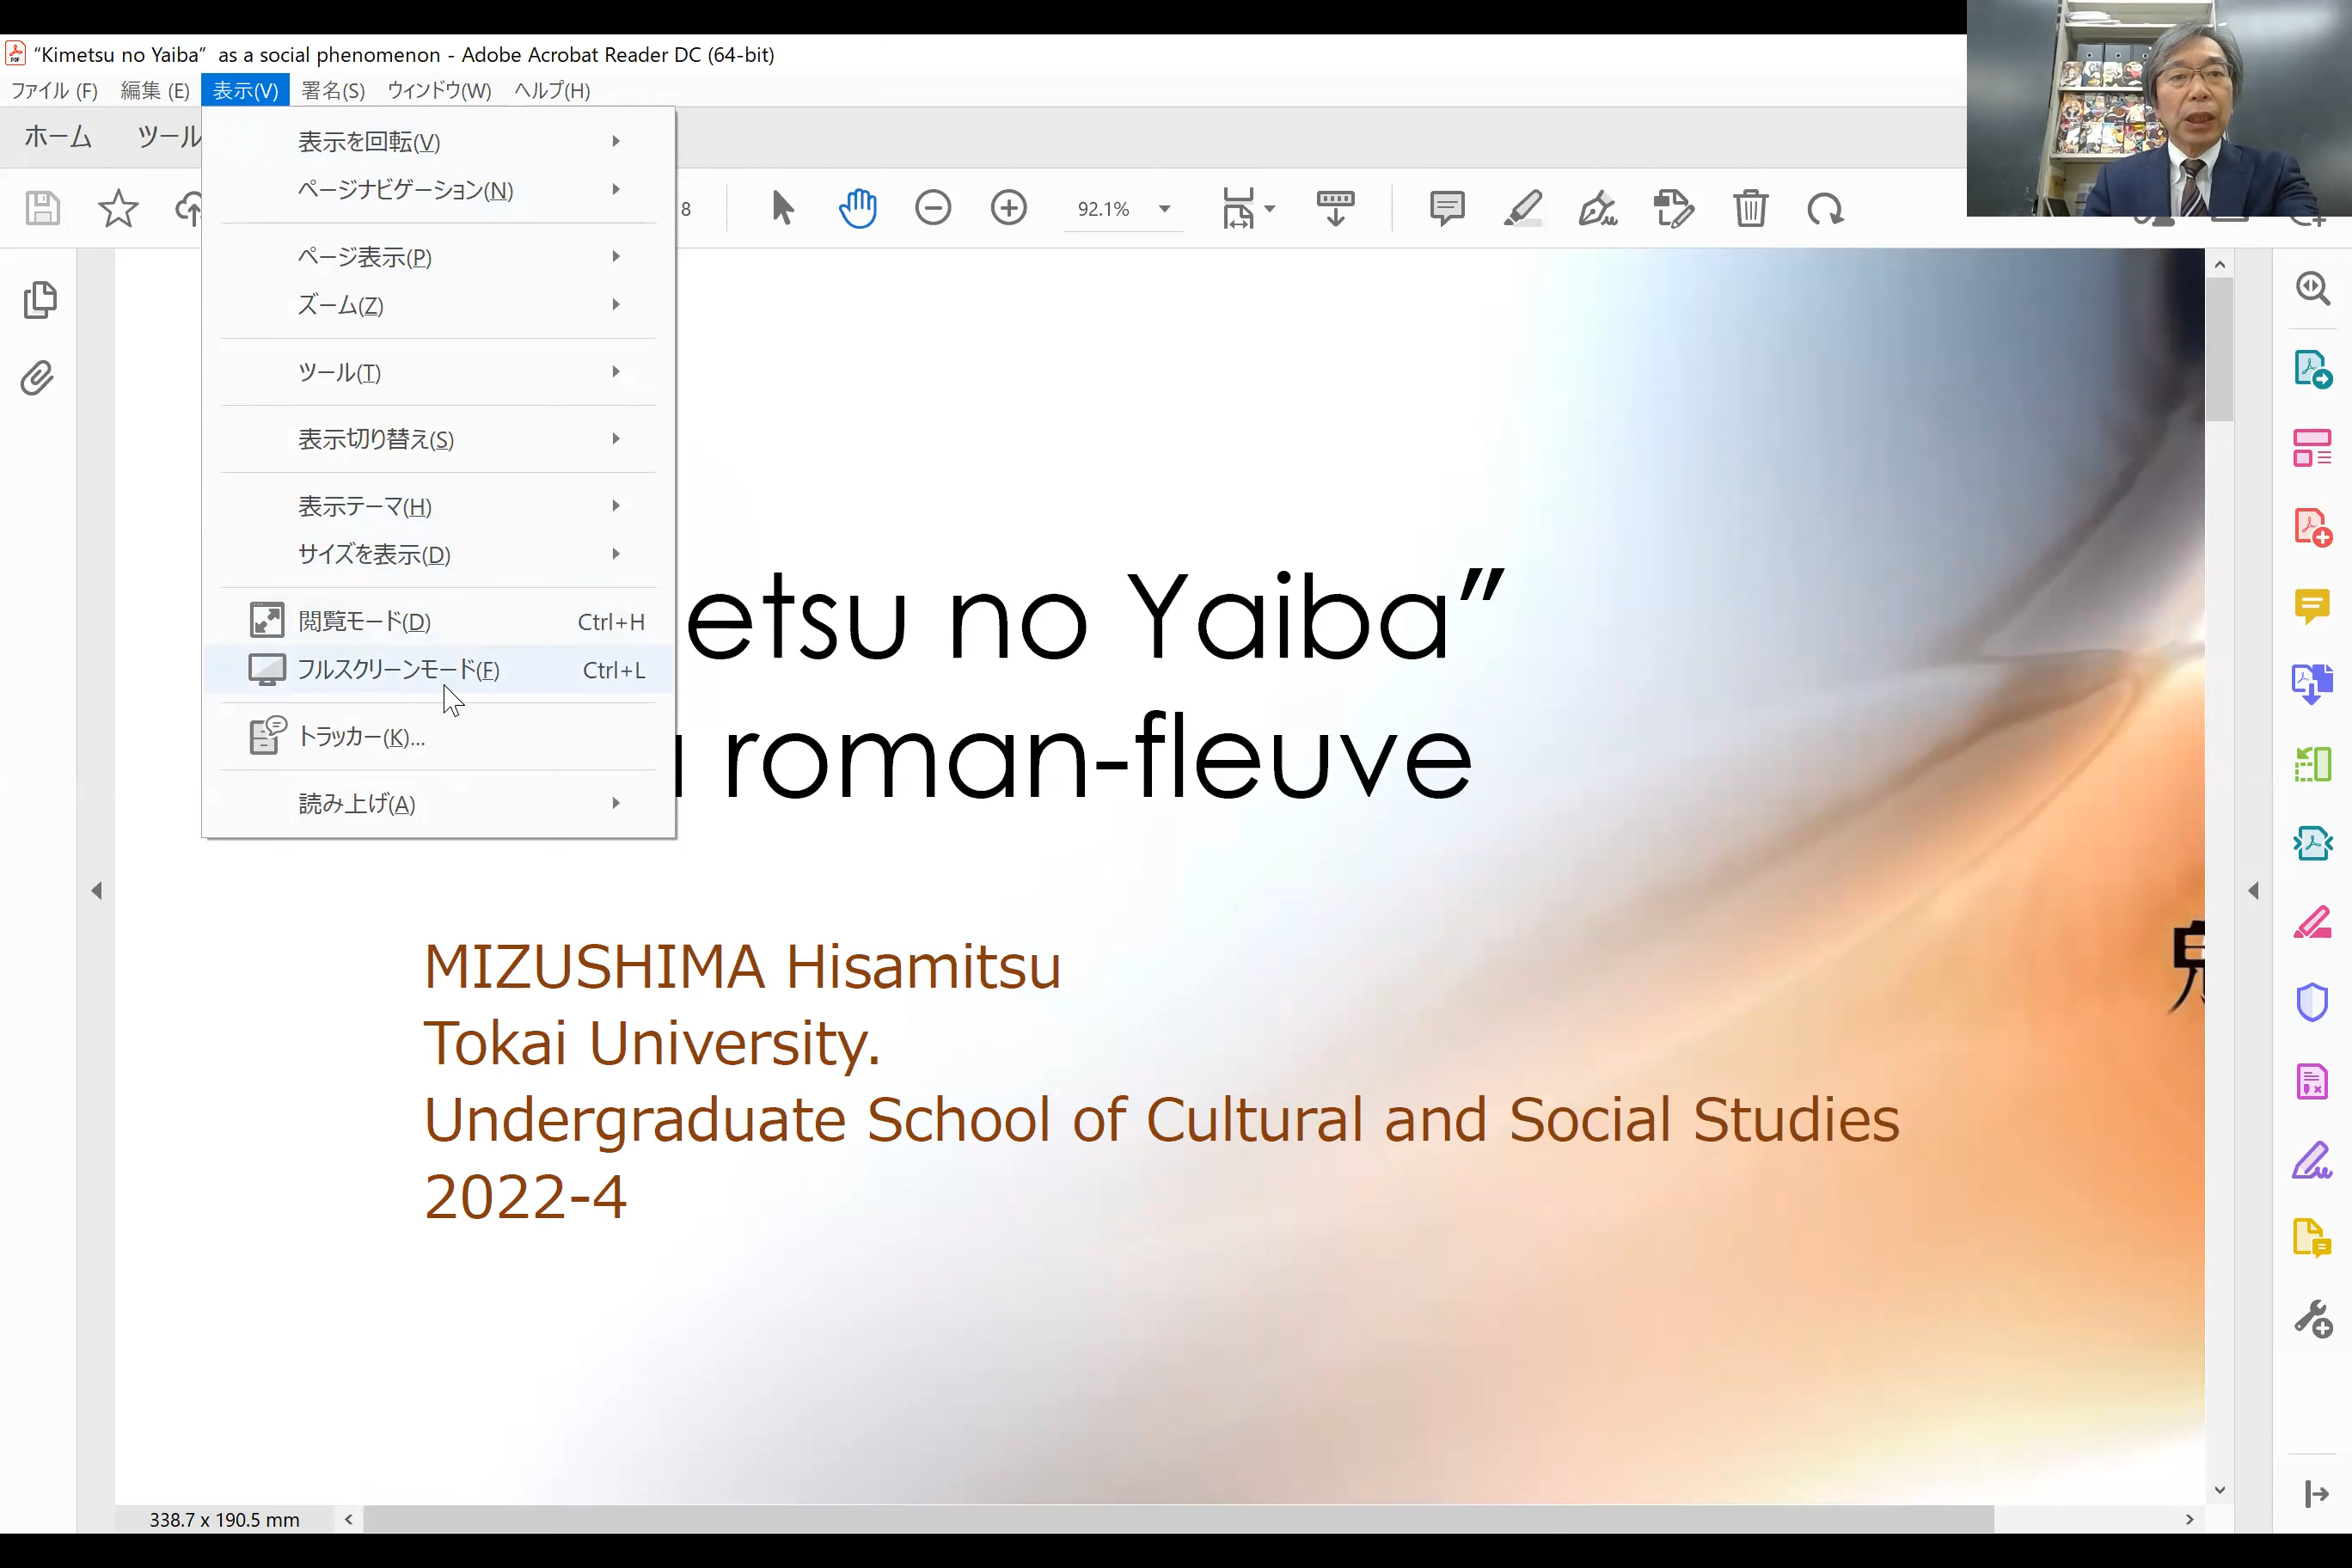 “Kimetsu no Yaiba” as a social phenomenon - Adobe Acrobat Reader DC (64-bit)
ファイル (F) 編集 (E) 表示(V) 署名(S) ウィンドウ(W) ヘルプ(H)
ホーム ツール
8 92.1%
表示を回転(V)
ページナビゲーション(N)
ページ表示(P)
ズーム(Z)
ツール(T)
表示切り替え(S)
表示テーマ(H)
サイズを表示(D)
閲覧モード(D) Ctrl+H
フルスクリーンモード(F) Ctrl+L
トラッカー(K)...
読み上げ(A)
etsu no Yaiba”
roman-fleuve
MIZUSHIMA Hisamitsu
Tokai University.
Undergraduate School of Cultural and Social Studies
2022-4
338.7 x 190.5 mm